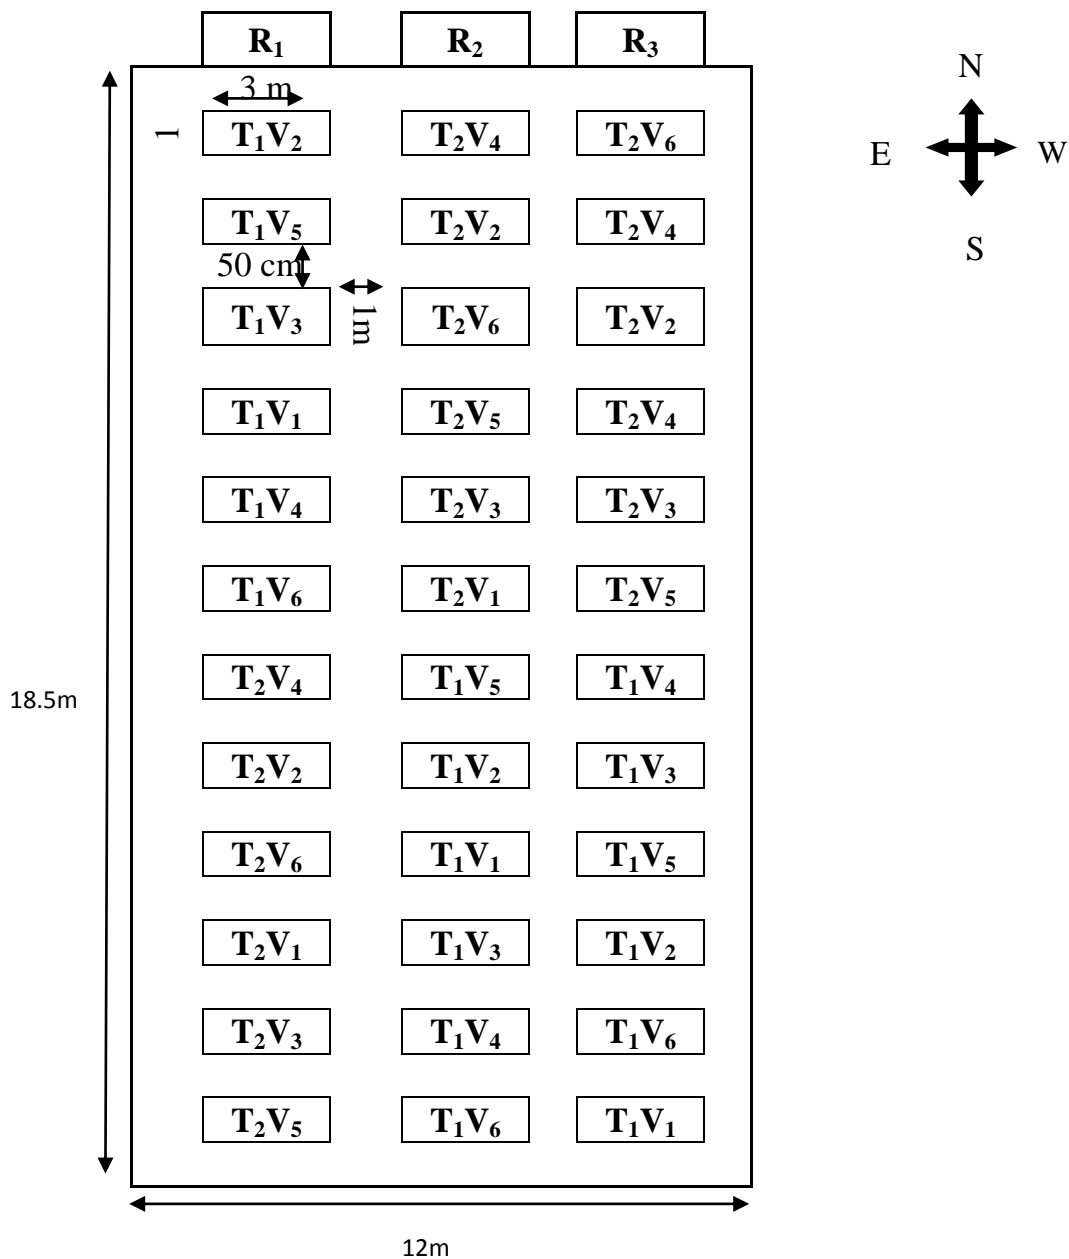 R₁ R₂ R₃
N
3 m
1 T₁V₂ T₂V₄ T₂V₆
E W
T₁V₅ T₂V₂ T₂V₄
S
50 cm
T₁V₃ 1m T₂V₆ T₂V₂
T₁V₁ T₂V₅ T₂V₄
T₁V₄ T₂V₃ T₂V₃
T₁V₆ T₂V₁ T₂V₅
T₂V₄ T₁V₅ T₁V₄
18.5m
T₂V₂ T₁V₂ T₁V₃
T₂V₆ T₁V₁ T₁V₅
T₂V₁ T₁V₃ T₁V₂
T₂V₃ T₁V₄ T₁V₆
T₂V₅ T₁V₆ T₁V₁
12m